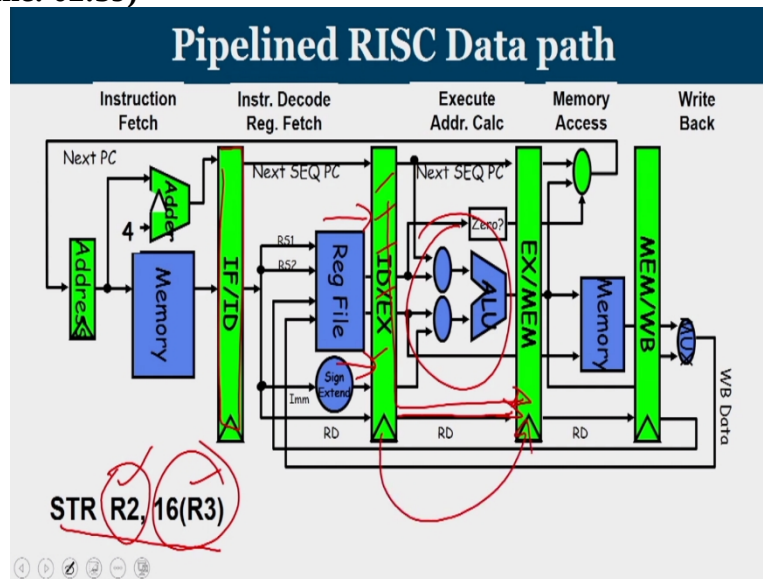 Pipelined RISC Data path
Instruction Fetch
Instr. Decode Reg. Fetch
Execute Addr. Calc
Memory Access
Write Back
Next PC
Next SEQ PC
Next SEQ PC
Adder
4
Zero?
Address
Memory
IF/ID
RS1
RS2
Reg File
ID/EX
ALU
EX/MEM
Memory
MEM/WB
MUX
Imm
Sign Extend
RD
RD
RD
WB Data
STR R2, 16(R3)